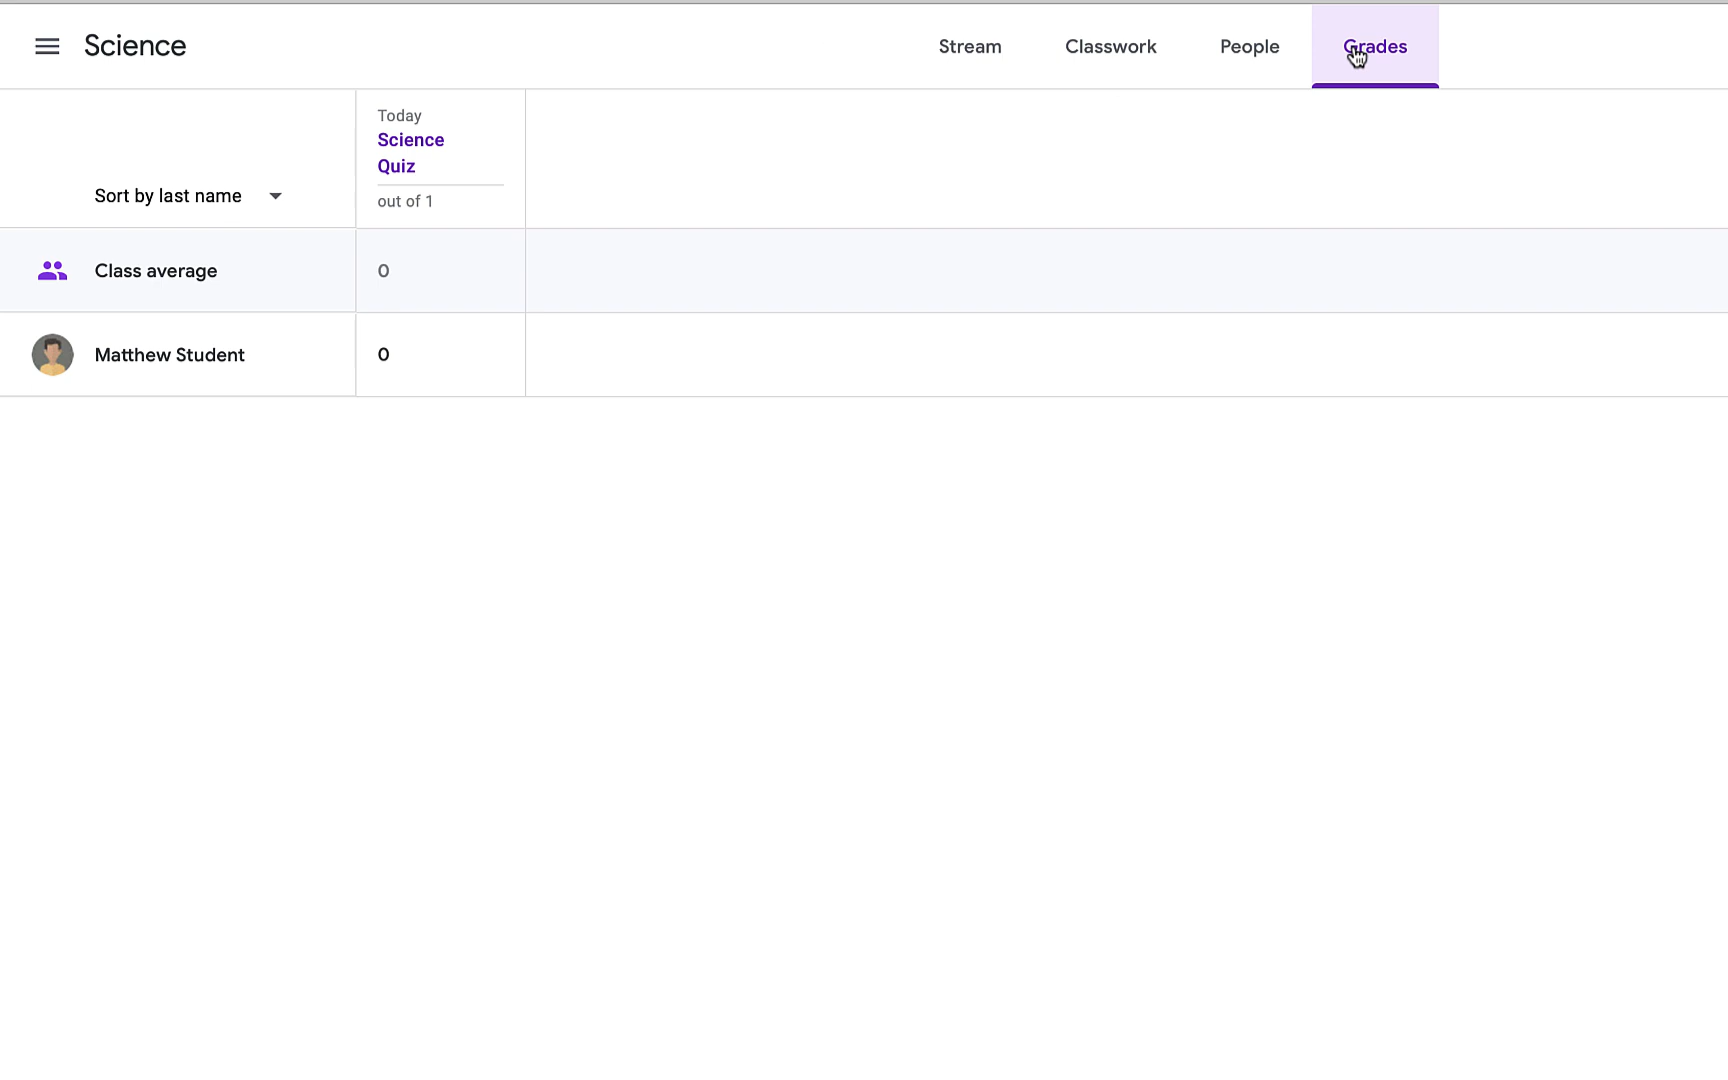 Science
Stream
Classwork
People
Grades
Today
Science
Quiz
Sort by last name
out of 1
Class average
0
Matthew Student
0